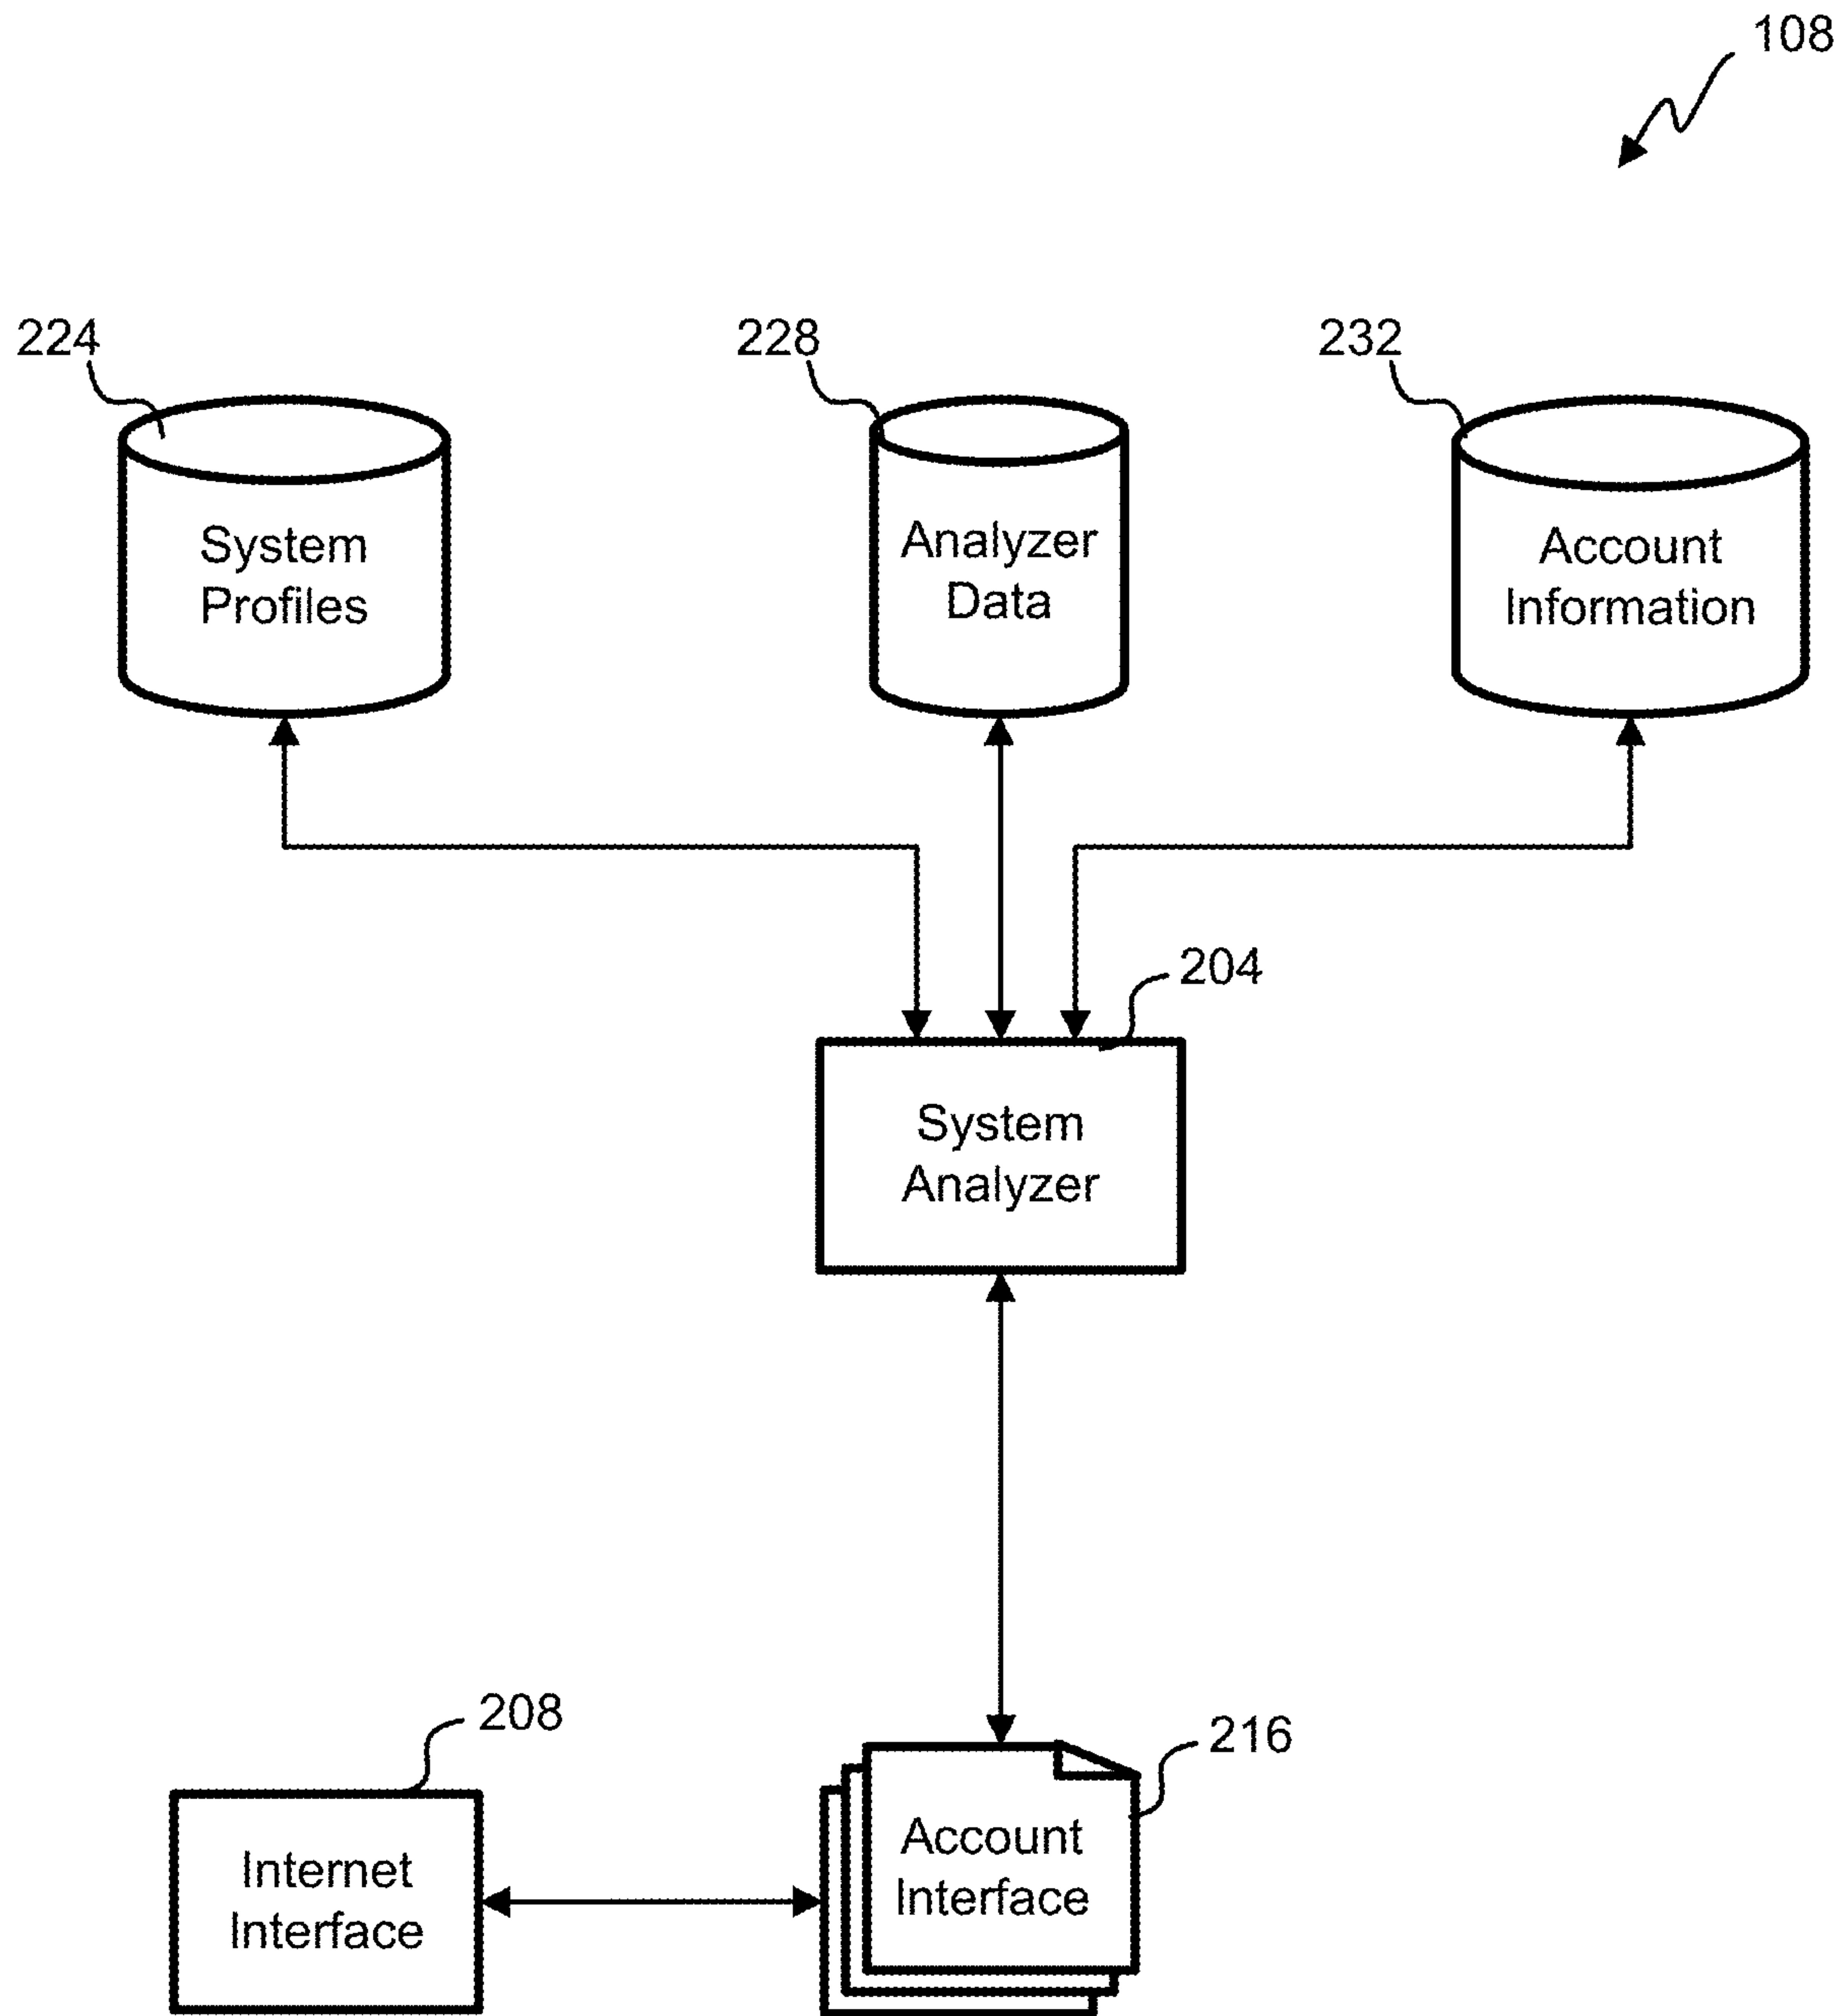 108
224
228
232
System
Profiles
Analyzer
Data
Account
Information
204
System
Analyzer
208
216
Internet
Interface
Account
Interface